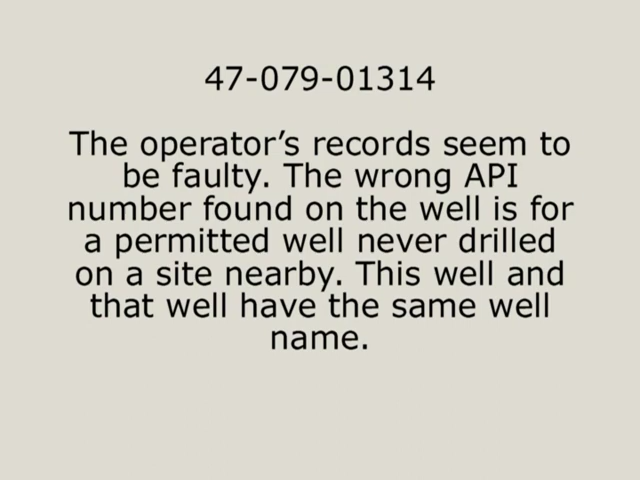 47-079-01314
The operator’s records seem to
be faulty. The wrong API
number found on the well is for
a permitted well never drilled
on a site nearby. This well and
that well have the same well
name.